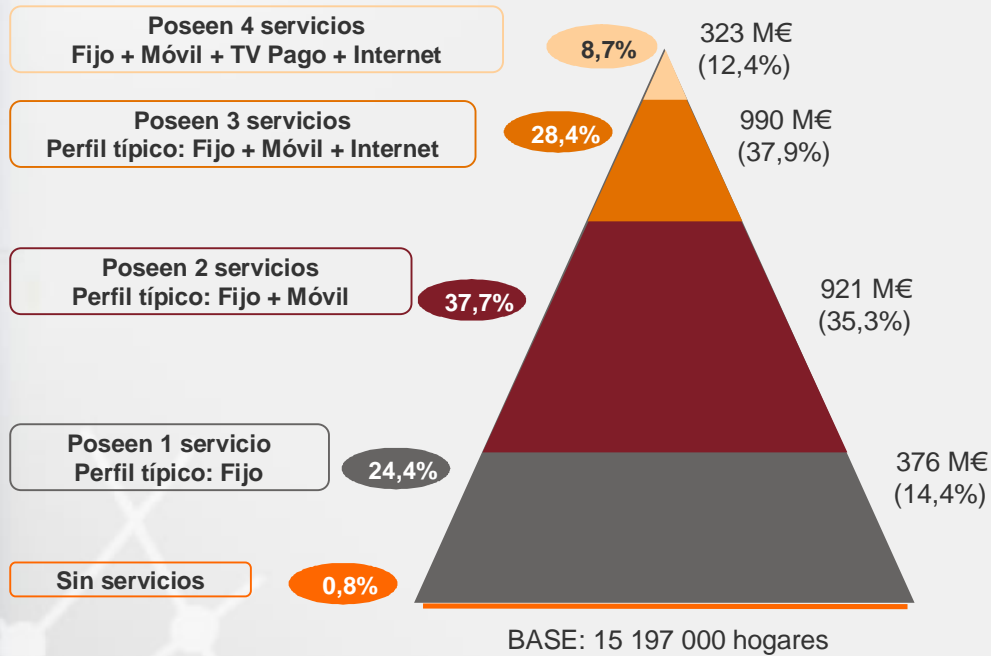 Poseen 4 servicios
Fijo + Móvil + TV Pago + Internet
8,7%
323 M€
(12,4%)
Poseen 3 servicios
Perfil típico: Fijo + Móvil + Internet
28,4%
990 M€
(37,9%)
Poseen 2 servicios
Perfil típico: Fijo + Móvil
37,7%
921 M€
(35,3%)
Poseen 1 servicio
Perfil típico: Fijo
24,4%
376 M€
(14,4%)
Sin servicios
0,8%
BASE: 15 197 000 hogares